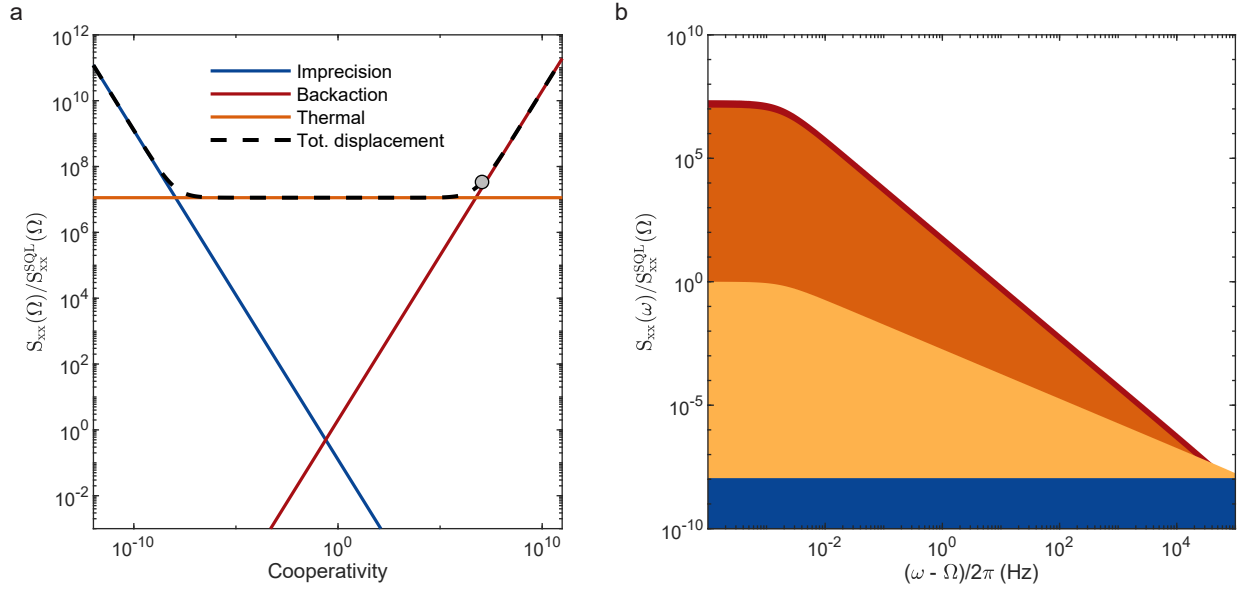 a
10^12
10^10
10^8
10^6
10^4
10^2
10^0
10^-2
S_xx(Ω)/S_xx^SQL(Ω)
Imprecision
Backaction
Thermal
Tot. displacement
10^-10
10^0
10^10
Cooperativity
b
10^10
10^5
10^0
10^-5
10^-10
S_xx(ω)/S_xx^SQL(Ω)
10^-2
10^0
10^2
10^4
(ω - Ω)/2π (Hz)